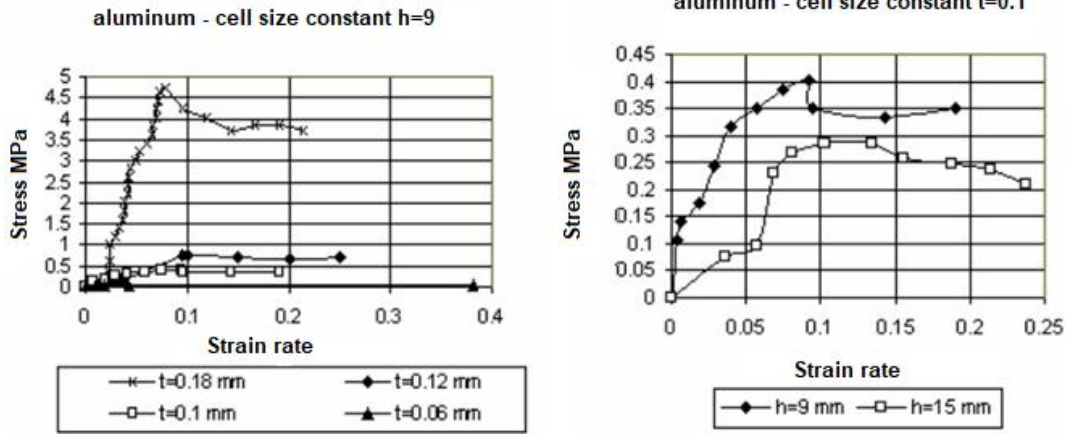 aluminum - cell size constant h=9
Stress MPa
5
4.5
4
3.5
3
2.5
2
1.5
1
0.5
0
0
0.1
0.2
0.3
0.4
Strain rate
t=0.18 mm
t=0.12 mm
t=0.1 mm
t=0.06 mm
aluminum - cell size constant t=0.1
Stress MPa
0.45
0.4
0.35
0.3
0.25
0.2
0.15
0.1
0.05
0
0
0.05
0.1
0.15
0.2
0.25
Strain rate
h=9 mm
h=15 mm